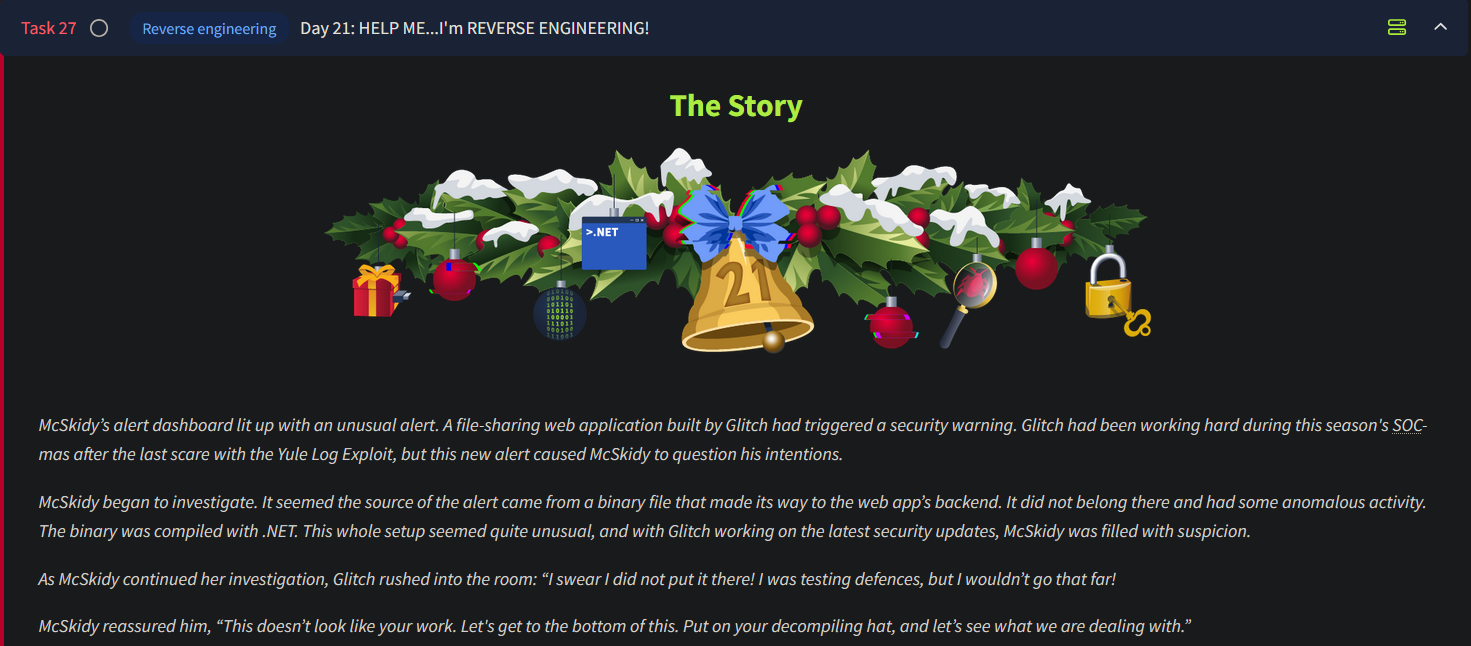 Task 27 Reverse engineering Day 21: HELP ME...I'm REVERSE ENGINEERING!
The Story
>.NET
21
010101
000100
01101
010110
100001
111011
000100
111001
McSkidy’s alert dashboard lit up with an unusual alert. A file-sharing web application built by Glitch had triggered a security warning. Glitch had been working hard during this season's SOC-
mas after the last scare with the Yule Log Exploit, but this new alert caused McSkidy to question his intentions.
McSkidy began to investigate. It seemed the source of the alert came from a binary file that made its way to the web app’s backend. It did not belong there and had some anomalous activity.
The binary was compiled with .NET. This whole setup seemed quite unusual, and with Glitch working on the latest security updates, McSkidy was filled with suspicion.
As McSkidy continued her investigation, Glitch rushed into the room: “I swear I did not put it there! I was testing defences, but I wouldn’t go that far!
McSkidy reassured him, “This doesn’t look like your work. Let's get to the bottom of this. Put on your decompiling hat, and let’s see what we are dealing with.”